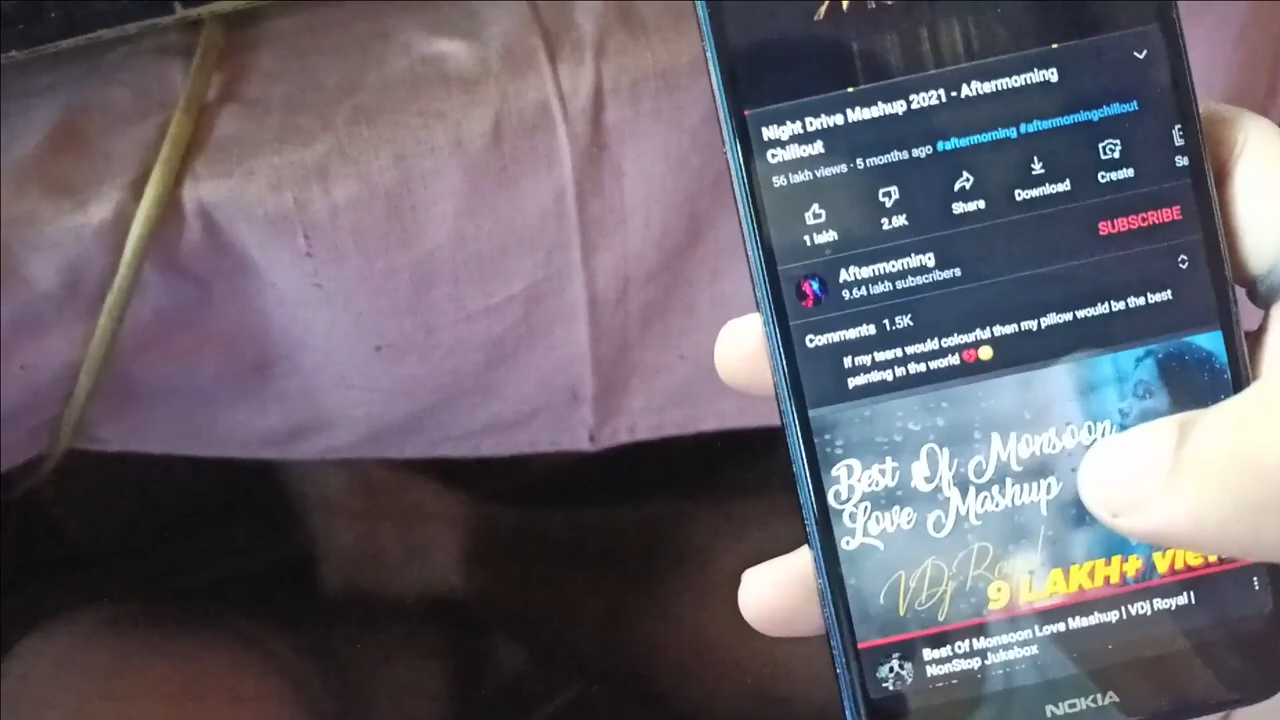 Night Drive Mashup 2021 - Aftermorning
Chillout
56 lakh views · 5 months ago #aftermorning #aftermorningchillout
1 lakh
2.6K
Share
Download
Create
Aftermorning
9.64 lakh subscribers
SUBSCRIBE
Comments 1.5K
If my tears would colourful then my pillow would be the best
painting in the world 💔😔
Best Of Monsoon
Love Mashup
VDj
9 LAKH+
Best Of Monsoon Love Mashup | VDj Royal |
NonStop Jukebox
NOKIA